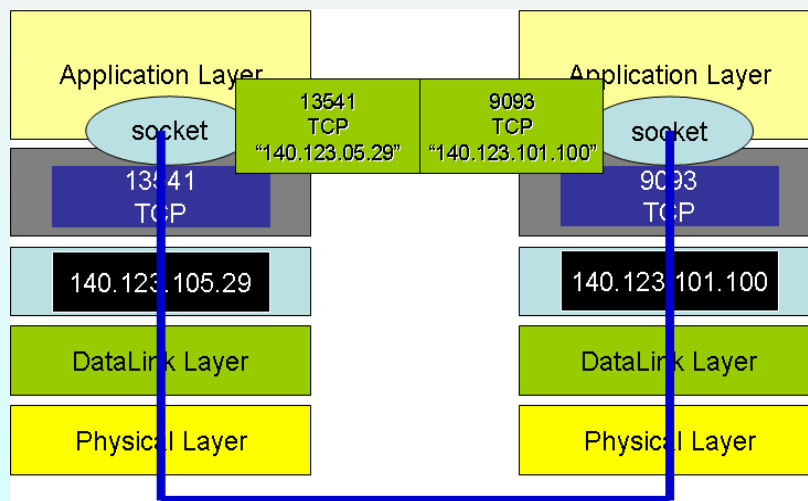 Application Layer
socket
13541
TCP
"140.123.05.29"
9093
TCP
"140.123.101.100"
Application Layer
socket
13541
TCP
9093
TCP
140.123.105.29
140.123.101.100
DataLink Layer
DataLink Layer
Physical Layer
Physical Layer